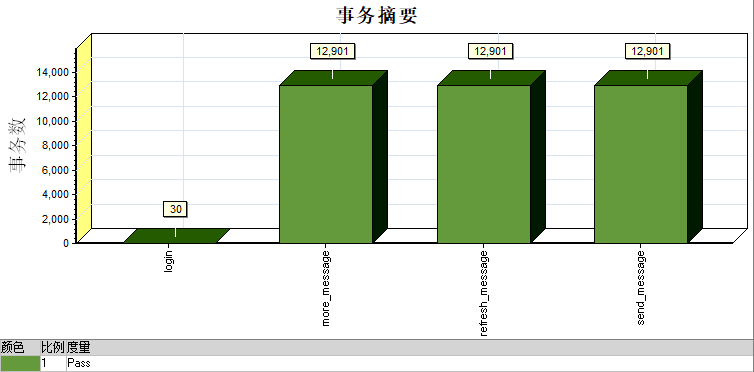 事务摘要
12,901 12,901 12,901
14,000
12,000
10,000
8,000
6,000
4,000
30
2,000
0
事务数
login more_message refresh_message send_message
颜色 比例 度量
1 Pass